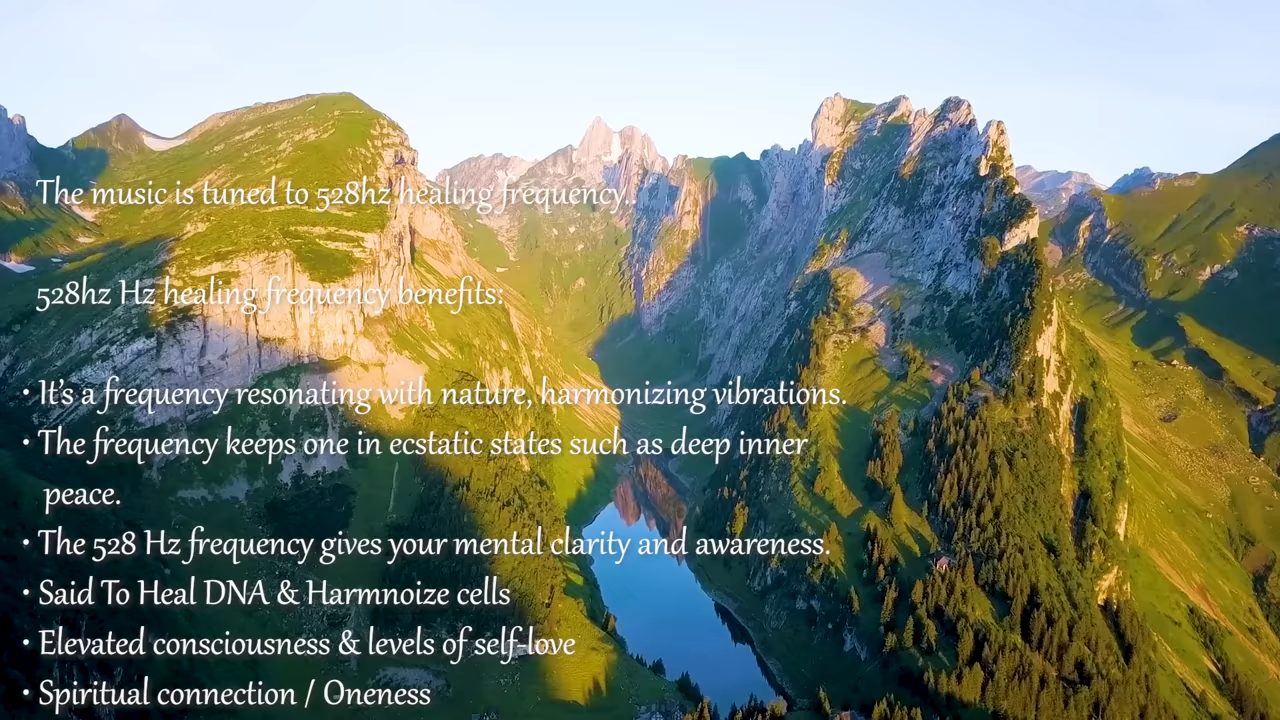 The music is tuned to 528hz healing frequency..
528hz Hz healing frequency benefits:
• It's a frequency resonating with nature, harmonizing vibrations.
• The frequency keeps one in ecstatic states such as deep inner
peace.
• The 528 Hz frequency gives your mental clarity and awareness.
• Said To Heal DNA & Harmnoize cells
• Elevated consciousness & levels of self-love
• Spiritual connection / Oneness